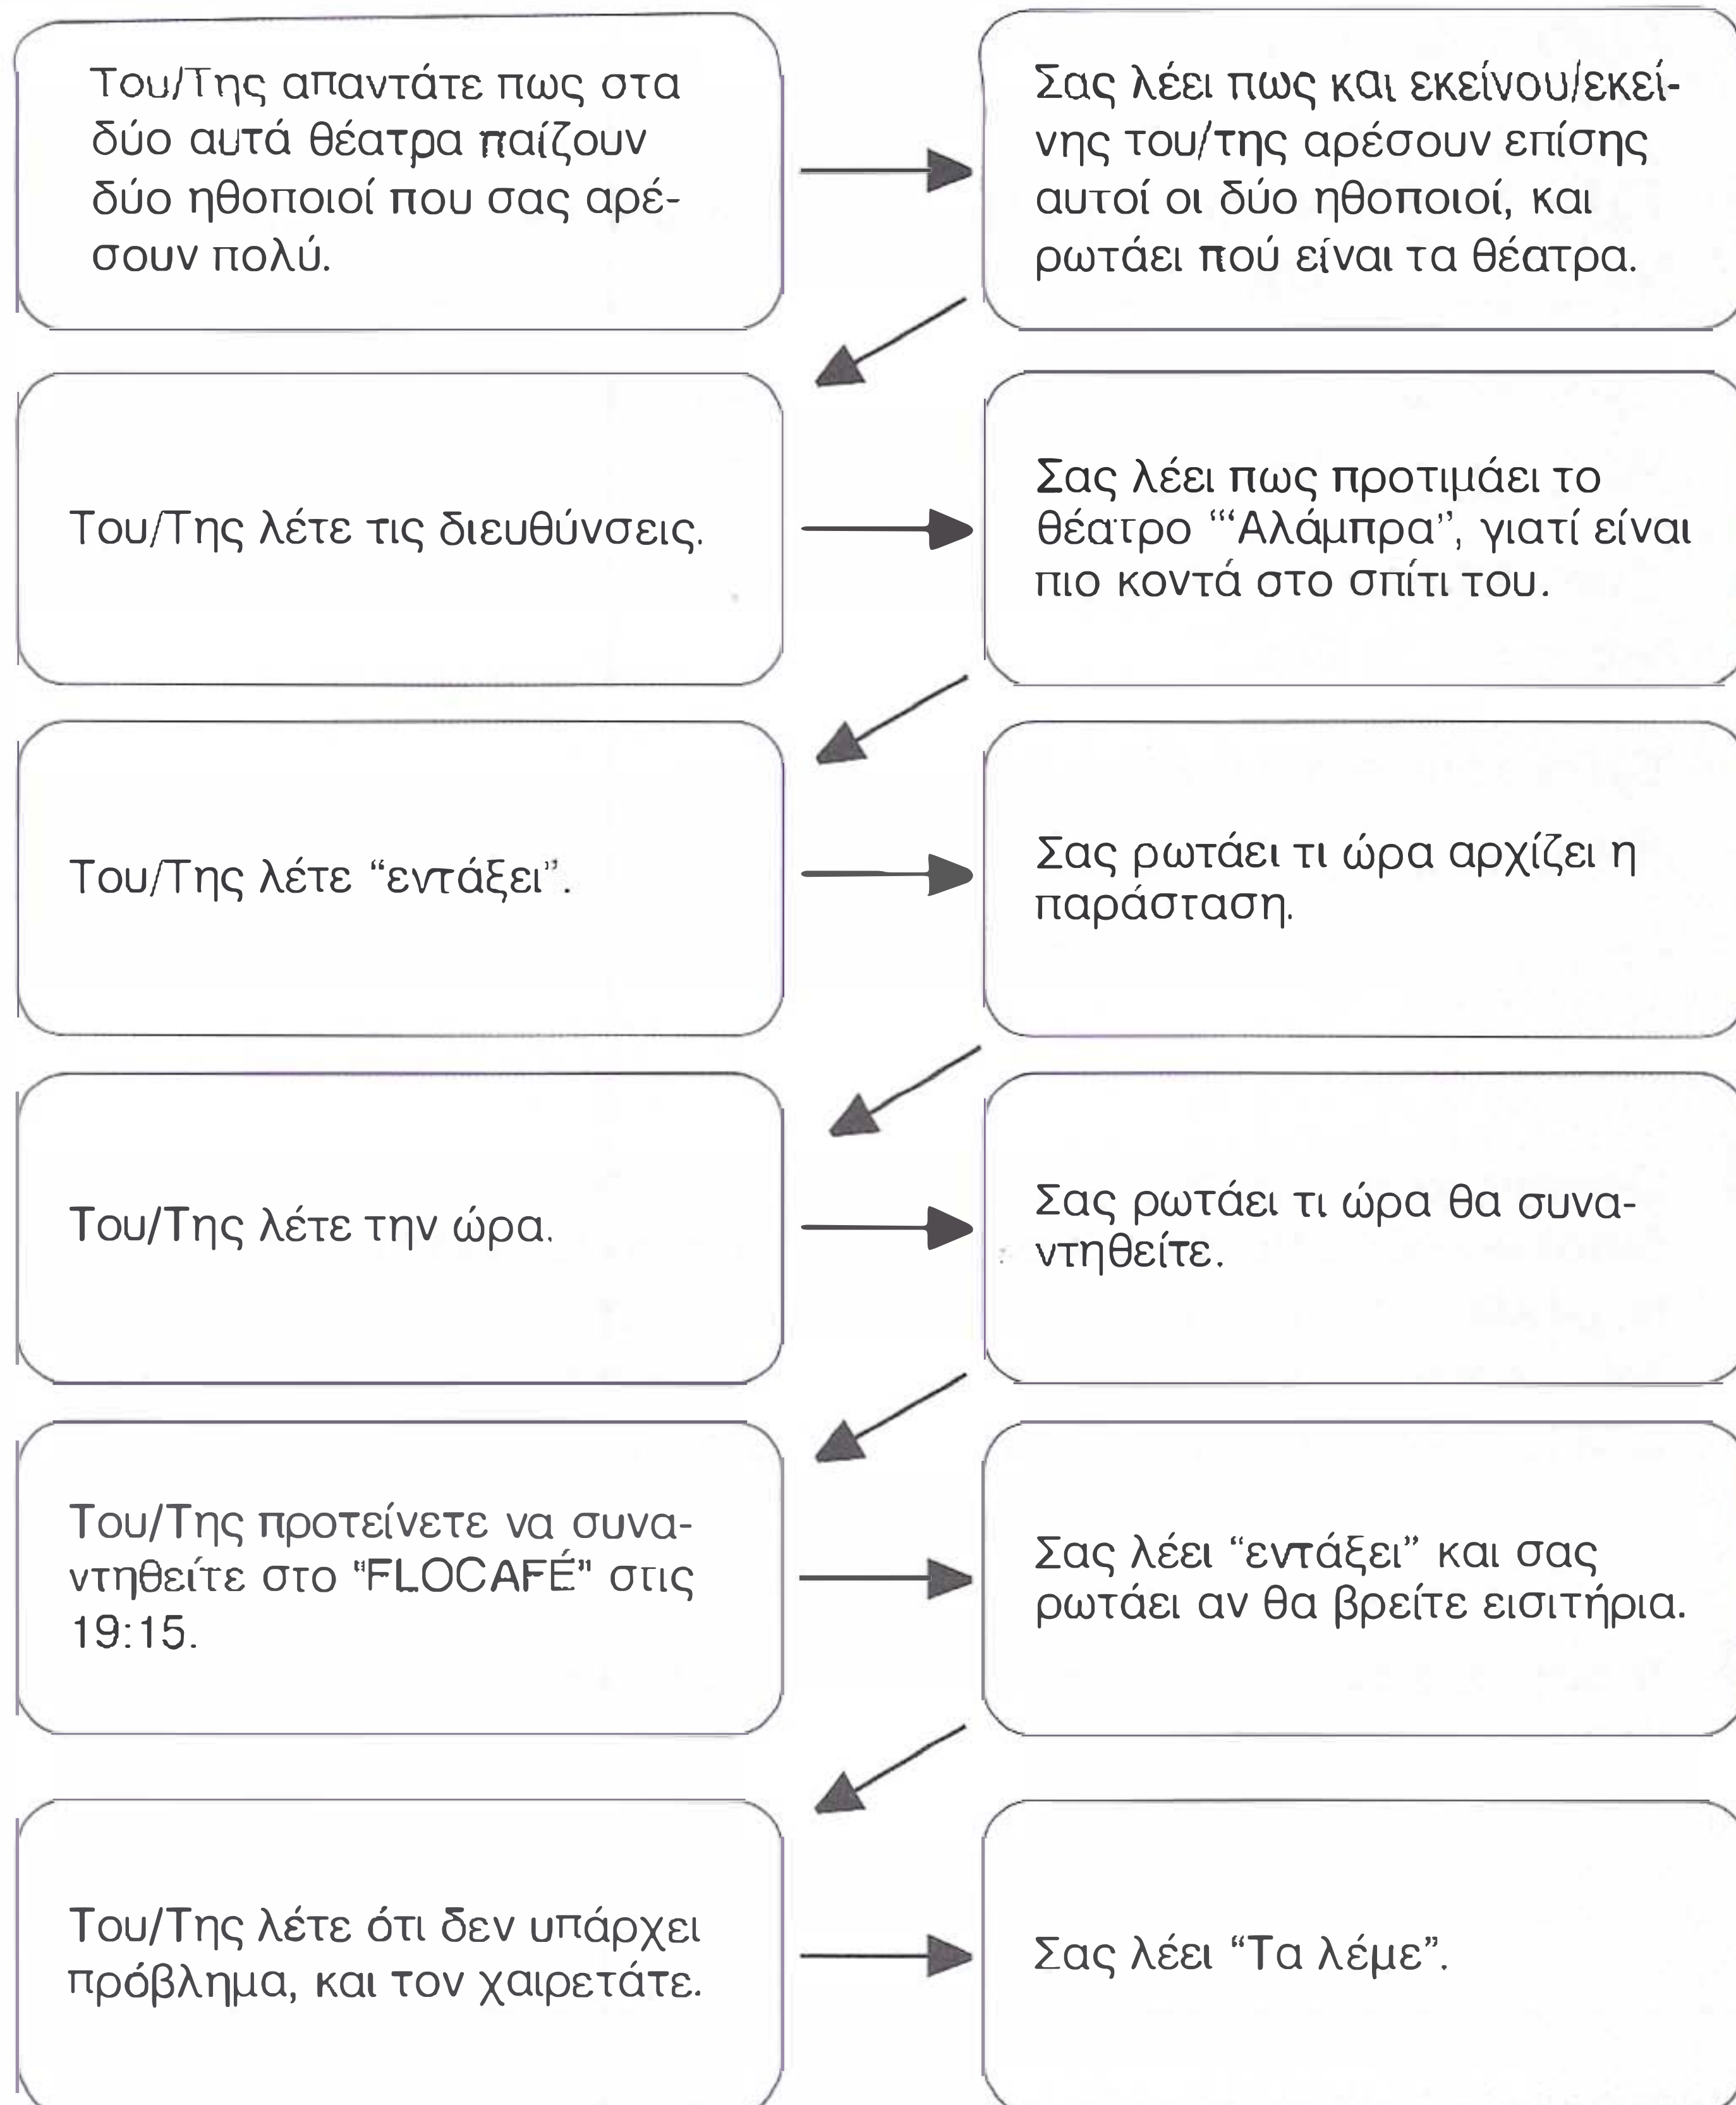 Του/Της απαντάτε πως στα
δύο αυτά θέατρα παίζουν
δύο ηθοποιοί που σας αρέ-
σουν πολύ.
Σας λέει πως και εκείνου/εκεί-
νης του/της αρέσουν επίσης
αυτοί οι δύο ηθοποιοί, και
ρωτάει πού είναι τα θέατρα.
Του/Της λέτε τις διευθύνσεις.
Σας λέει πως προτιμάει το
θέατρο "“Αλάμπρα”, γιατί είναι
πιο κοντά στο σπίτι του.
Του/Της λέτε “εντάξει”.
Σας ρωτάει τι ώρα αρχίζει η
παράσταση.
Του/Της λέτε την ώρα.
Σας ρωτάει τι ώρα θα συνα-
ντηθείτε.
Του/Της προτείνετε να συνα-
ντηθείτε στο “FLOCAFÉ” στις
19:15.
Σας λέει “εντάξει” και σας
ρωτάει αν θα βρείτε εισιτήρια.
Του/Της λέτε ότι δεν υπάρχει
πρόβλημα, και τον χαιρετάτε.
Σας λέει “Τα λέμε”.